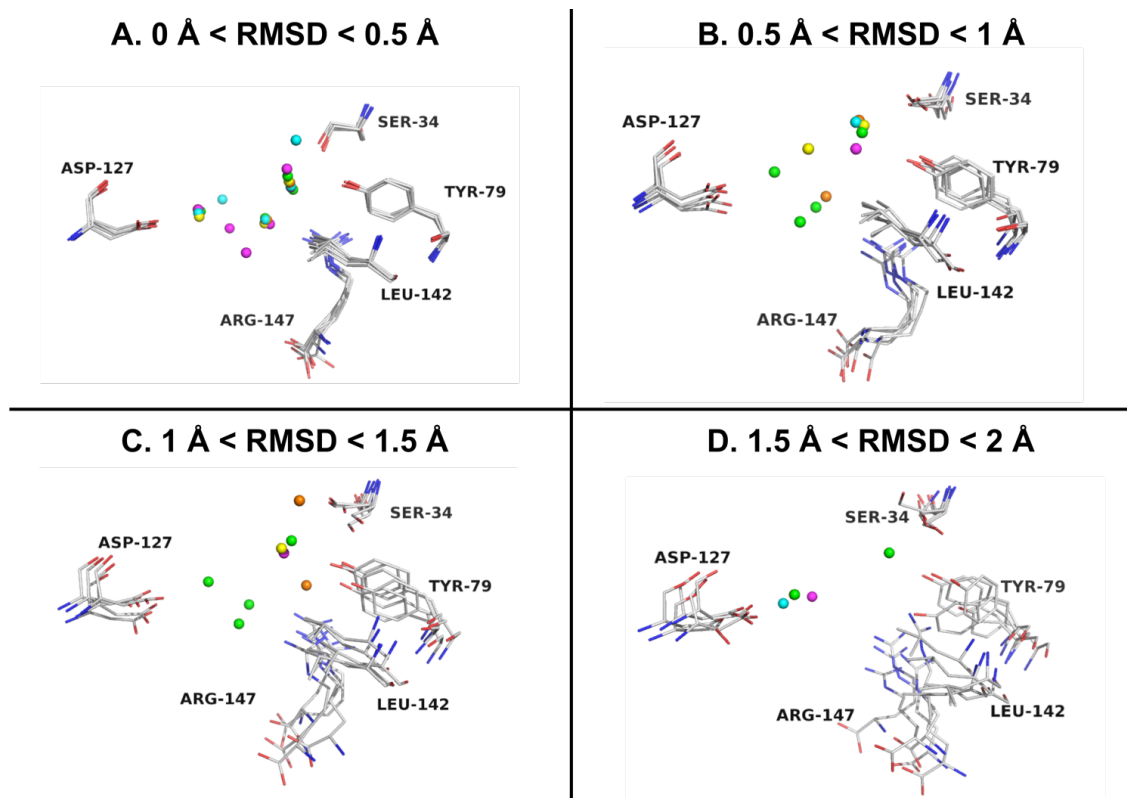 A. 0 Å < RMSD < 0.5 Å
SER-34
ASP-127
TYR-79
LEU-142
ARG-147
B. 0.5 Å < RMSD < 1 Å
SER-34
ASP-127
TYR-79
LEU-142
ARG-147
C. 1 Å < RMSD < 1.5 Å
SER-34
ASP-127
TYR-79
ARG-147
LEU-142
D. 1.5 Å < RMSD < 2 Å
SER-34
ASP-127
TYR-79
ARG-147
LEU-142